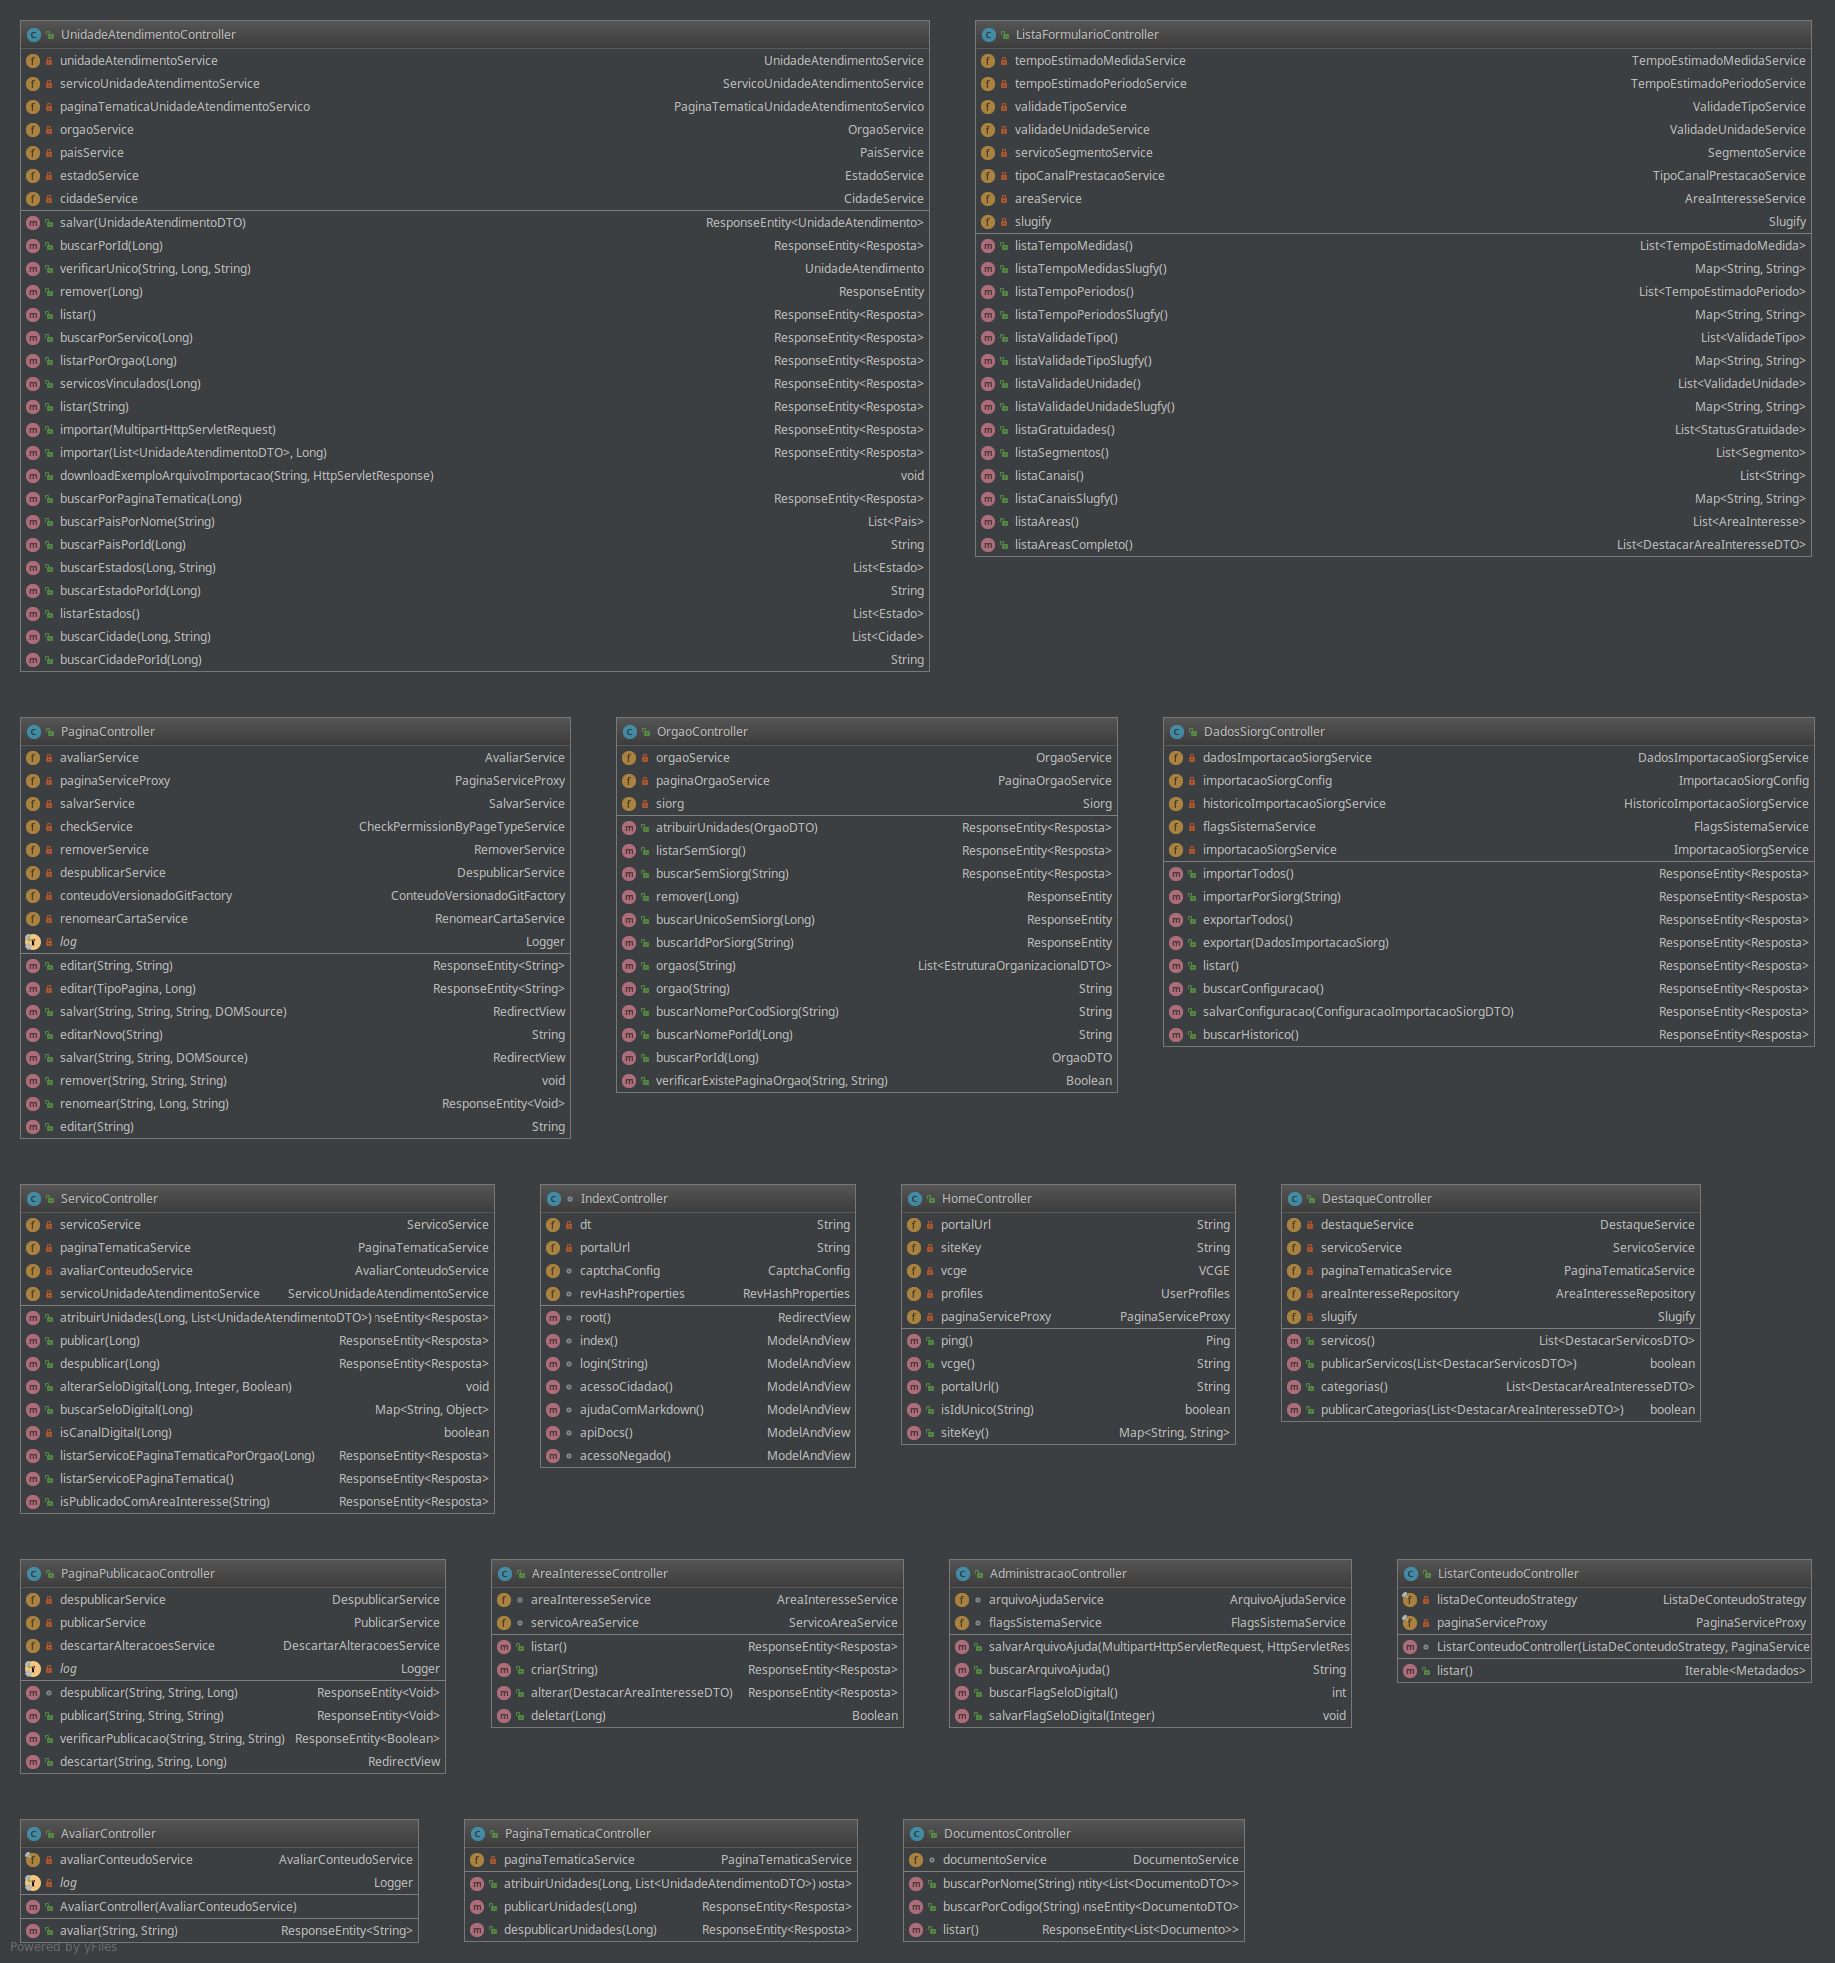 UnidadeAtendimentoController
unidadeAtendimentoService UnidadeAtendimentoService
servicoUnidadeAtendimentoService ServicoUnidadeAtendimentoService
paginaTematicaUnidadeAtendimentoServico PaginaTematicaUnidadeAtendimentoServico
orgaoService OrgaoService
paisService PaisService
estadoService EstadoService
cidadeService CidadeService
salvar(UnidadeAtendimentoDTO) ResponseEntity<UnidadeAtendimento>
buscarPorId(Long) ResponseEntity<Resposta>
verificarUnico(String, Long, String) UnidadeAtendimento
remover(Long) ResponseEntity
listar() ResponseEntity<Resposta>
buscarPorServico(Long) ResponseEntity<Resposta>
listarPorOrgao(Long) ResponseEntity<Resposta>
servicosVinculados(Long) ResponseEntity<Resposta>
listar(String) ResponseEntity<Resposta>
importar(MultipartHttpServletRequest) ResponseEntity<Resposta>
importar(List<UnidadeAtendimentoDTO>, Long) ResponseEntity<Resposta>
downloadExemploArquivoImportacao(String, HttpServletResponse) void
buscarPorPaginaTematica(Long) ResponseEntity<Resposta>
buscarPaisPorNome(String) List<Pais>
buscarPaisPorId(Long) String
buscarEstados(Long, String) List<Estado>
buscarEstadoPorId(Long) String
listarEstados() List<Estado>
buscarCidade(Long, String) List<Cidade>
buscarCidadePorId(Long) String
ListaFormularioController
tempoEstimadoMedidaService TempoEstimadoMedidaService
tempoEstimadoPeriodoService TempoEstimadoPeriodoService
validadeTipoService ValidadeTipoService
validadeUnidadeService ValidadeUnidadeService
servicoSegmentoService SegmentoService
tipoCanalPrestacaoService TipoCanalPrestacaoService
areaService AreaInteresseService
slugify Slugify
listaTempoMedidas() List<TempoEstimadoMedida>
listaTempoMedidasSlugfy() Map<String, String>
listaTempoPeriodos() List<TempoEstimadoPeriodo>
listaTempoPeriodosSlugfy() Map<String, String>
listaValidadeTipo() List<ValidadeTipo>
listaValidadeTipoSlugfy() Map<String, String>
listaValidadeUnidade() List<ValidadeUnidade>
listaValidadeUnidadeSlugfy() Map<String, String>
listaGratuidades() List<StatusGratuidade>
listaSegmentos() List<Segmento>
listaCanais() List<String>
listaCanaisSlugfy() Map<String, String>
listaAreas() List<AreaInteresse>
listaAreasCompleto() List<DestacarAreaInteresseDTO>
PaginaController
avaliarService AvaliarService
paginaServiceProxy PaginaServiceProxy
salvarService SalvarService
checkService CheckPermissionByPageTypeService
removerService RemoverService
despublicarService DespublicarService
conteudoVersionadoGitFactory ConteudoVersionadoGitFactory
renomearCartaService RenomearCartaService
log Logger
editar(String, String) ResponseEntity<String>
editar(TipoPagina, Long) ResponseEntity<String>
salvar(String, String, String, DOMSource) RedirectView
editarNovo(String) String
salvar(String, String, DOMSource) RedirectView
remover(String, String, String) void
renomear(String, Long, String) ResponseEntity<Void>
editar(String) String
OrgaoController
orgaoService OrgaoService
paginaOrgaoService PaginaOrgaoService
siorg Siorg
atribuirUnidades(OrgaoDTO) ResponseEntity<Resposta>
listarSemSiorg() ResponseEntity<Resposta>
buscarSemSiorg(String) ResponseEntity<Resposta>
remover(Long) ResponseEntity
buscarUnicoSemSiorg(Long) ResponseEntity
buscarIdPorSiorg(String) ResponseEntity
orgaos(String) List<EstruturaOrganizacionalDTO>
orgao(String) String
buscarNomePorCodSiorg(String) String
buscarNomePorId(Long) String
buscarPorId(Long) OrgaoDTO
verificarExistePaginaOrgao(String, String) Boolean
DadosSiorgController
dadosImportacaoSiorgService DadosImportacaoSiorgService
importacaoSiorgConfig ImportacaoSiorgConfig
historicoImportacaoSiorgService HistoricoImportacaoSiorgService
flagsSistemaService FlagsSistemaService
importacaoSiorgService ImportacaoSiorgService
importarTodos() ResponseEntity<Resposta>
importarPorSiorg(String) ResponseEntity<Resposta>
exportarTodos() ResponseEntity<Resposta>
exportar(DadosImportacaoSiorg) ResponseEntity<Resposta>
listar() ResponseEntity<Resposta>
buscarConfiguracao() ResponseEntity<Resposta>
salvarConfiguracao(ConfiguracaoImportacaoSiorgDTO) ResponseEntity<Resposta>
buscarHistorico() ResponseEntity<Resposta>
ServicoController
servicoService ServicoService
paginaTematicaService PaginaTematicaService
avaliarConteudoService AvaliarConteudoService
servicoUnidadeAtendimentoService ServicoUnidadeAtendimentoService
atribuirUnidades(Long, List<UnidadeAtendimentoDTO>) nseEntity<Resposta>
publicar(Long) ResponseEntity<Resposta>
despublicar(Long) ResponseEntity<Resposta>
alterarSeloDigital(Long, Integer, Boolean) void
buscarSeloDigital(Long) Map<String, Object>
isCanalDigital(Long) boolean
listarServicoEPaginaTematicaPorOrgao(Long) ResponseEntity<Resposta>
listarServicoEPaginaTematica() ResponseEntity<Resposta>
isPublicadoComAreaInteresse(String) ResponseEntity<Resposta>
IndexController
dt String
portalUrl String
captchaConfig CaptchaConfig
revHashProperties RevHashProperties
root() RedirectView
index() ModelAndView
login(String) ModelAndView
acessoCidadao() ModelAndView
ajudaComMarkdown() ModelAndView
apiDocs() ModelAndView
acessoNegado() ModelAndView
HomeController
portalUrl String
siteKey String
vcge VCGE
profiles UserProfiles
paginaServiceProxy PaginaServiceProxy
ping() Ping
vcge() String
portalUrl() String
isIdUnico(String) boolean
siteKey() Map<String, String>
DestaqueController
destaqueService DestaqueService
servicoService ServicoService
paginaTematicaService PaginaTematicaService
areaInteresseRepository AreaInteresseRepository
slugify Slugify
servicos() List<DestacarServicosDTO>
publicarServicos(List<DestacarServicosDTO>) boolean
categorias() List<DestacarAreaInteresseDTO>
publicarCategorias(List<DestacarAreaInteresseDTO>) boolean
PaginaPublicacaoController
despublicarService DespublicarService
publicarService PublicarService
descartarAlteracoesService DescartarAlteracoesService
log Logger
despublicar(String, String, Long) ResponseEntity<Void>
publicar(String, String, String) ResponseEntity<Void>
verificarPublicacao(String, String, String) ResponseEntity<Boolean>
descartar(String, String, Long) RedirectView
AreaInteresseController
areaInteresseService AreaInteresseService
servicoAreaService ServicoAreaService
listar() ResponseEntity<Resposta>
criar(String) ResponseEntity<Resposta>
alterar(DestacarAreaInteresseDTO) ResponseEntity<Resposta>
deletar(Long) Boolean
AdministracaoController
arquivoAjudaService ArquivoAjudaService
flagsSistemaService FlagsSistemaService
salvarArquivoAjuda(MultipartHttpServletRequest, HttpServletRes
buscarArquivoAjuda() String
buscarFlagSeloDigital() int
salvarFlagSeloDigital(Integer) void
ListarConteudoController
listaDeConteudoStrategy ListaDeConteudoStrategy
paginaServiceProxy PaginaServiceProxy
ListarConteudoController(ListaDeConteudoStrategy, PaginaService
listar() Iterable<Metadados>
AvaliarController
avaliarConteudoService AvaliarConteudoService
log Logger
AvaliarController(AvaliarConteudoService)
avaliar(String, String) ResponseEntity<String>
PaginaTematicaController
paginaTematicaService PaginaTematicaService
atribuirUnidades(Long, List<UnidadeAtendimentoDTO>) osta>
publicarUnidades(Long) ResponseEntity<Resposta>
despublicarUnidades(Long) ResponseEntity<Resposta>
DocumentosController
documentoService DocumentoService
buscarPorNome(String) ntity<List<DocumentoDTO>>
buscarPorCodigo(String) nseEntity<DocumentoDTO>
listar() ResponseEntity<List<Documento>>
Powered by yFiles